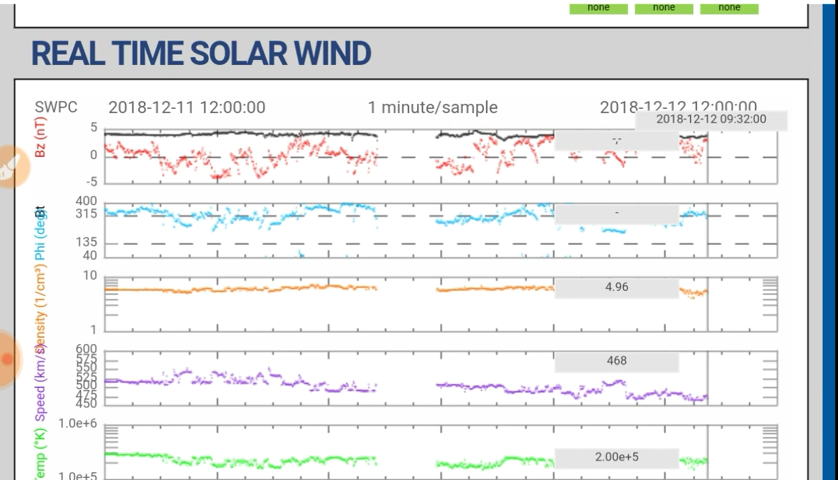 none none none
REAL TIME SOLAR WIND
SWPC 2018-12-11 12:00:00 1 minute/sample 2018-12-12 12:00:00
2018-12-12 09:32:00
Bz (nT)
5
0
-5
-;-
Bt
Phi (deg
400
315
135
40
-
ensity (1/cm³)
10
1
4.96
Speed (km/s)
600
575
550
525
500
475
450
468
emp (°K)
1.0e+6
1.0e+5
2.00e+5